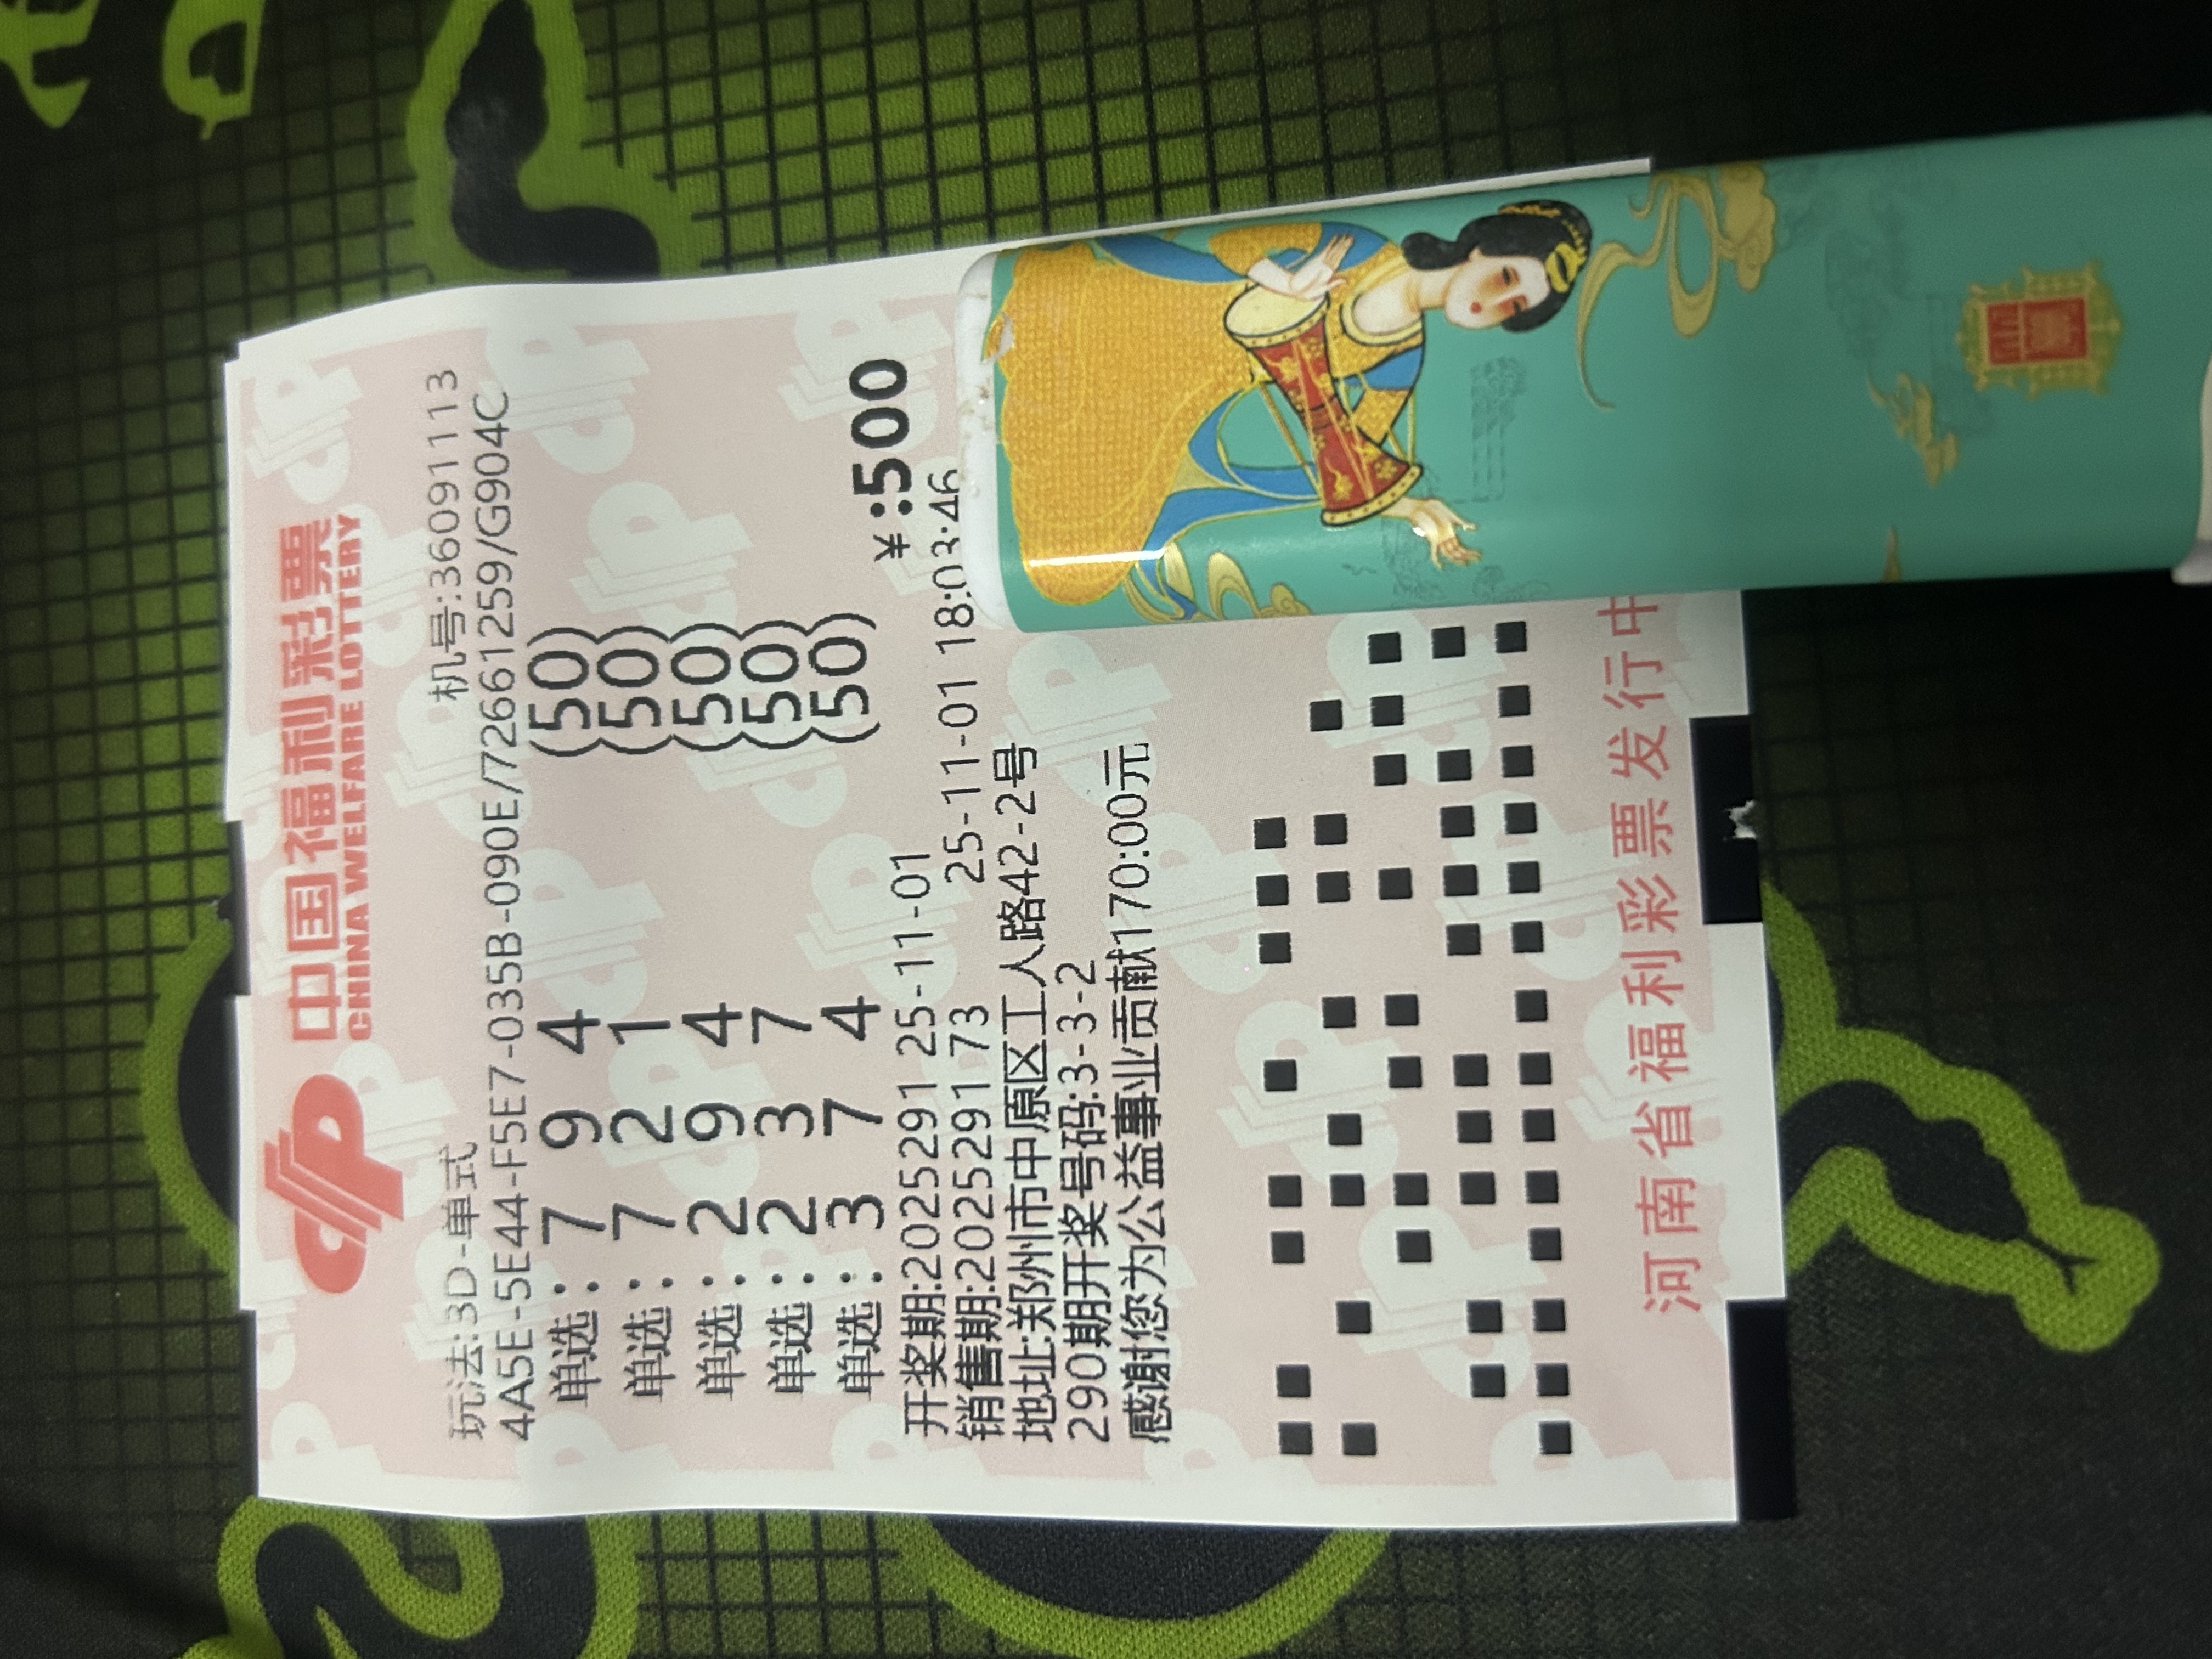 中国福利彩票
CHINA WELFARE LOTTERY
玩法:3D-单式 机号:36091113
4A5E-5E44-F5E7-035B-090E/72661259/G904C
单选: 7 9 4 (50)
单选: 7 2 1 (50)
单选: 2 9 4 (50)
单选: 2 3 7 (50)
单选: 3 7 4 (50)
¥:500
开奖期:2025291 25-11-01
销售期:2025291 73 25-11-01 18:03:46
地址:郑州市中原区工人路42-2号
290期开奖号码:3-3-2
感谢您为公益事业贡献170:00元
河南省福利彩票发行中